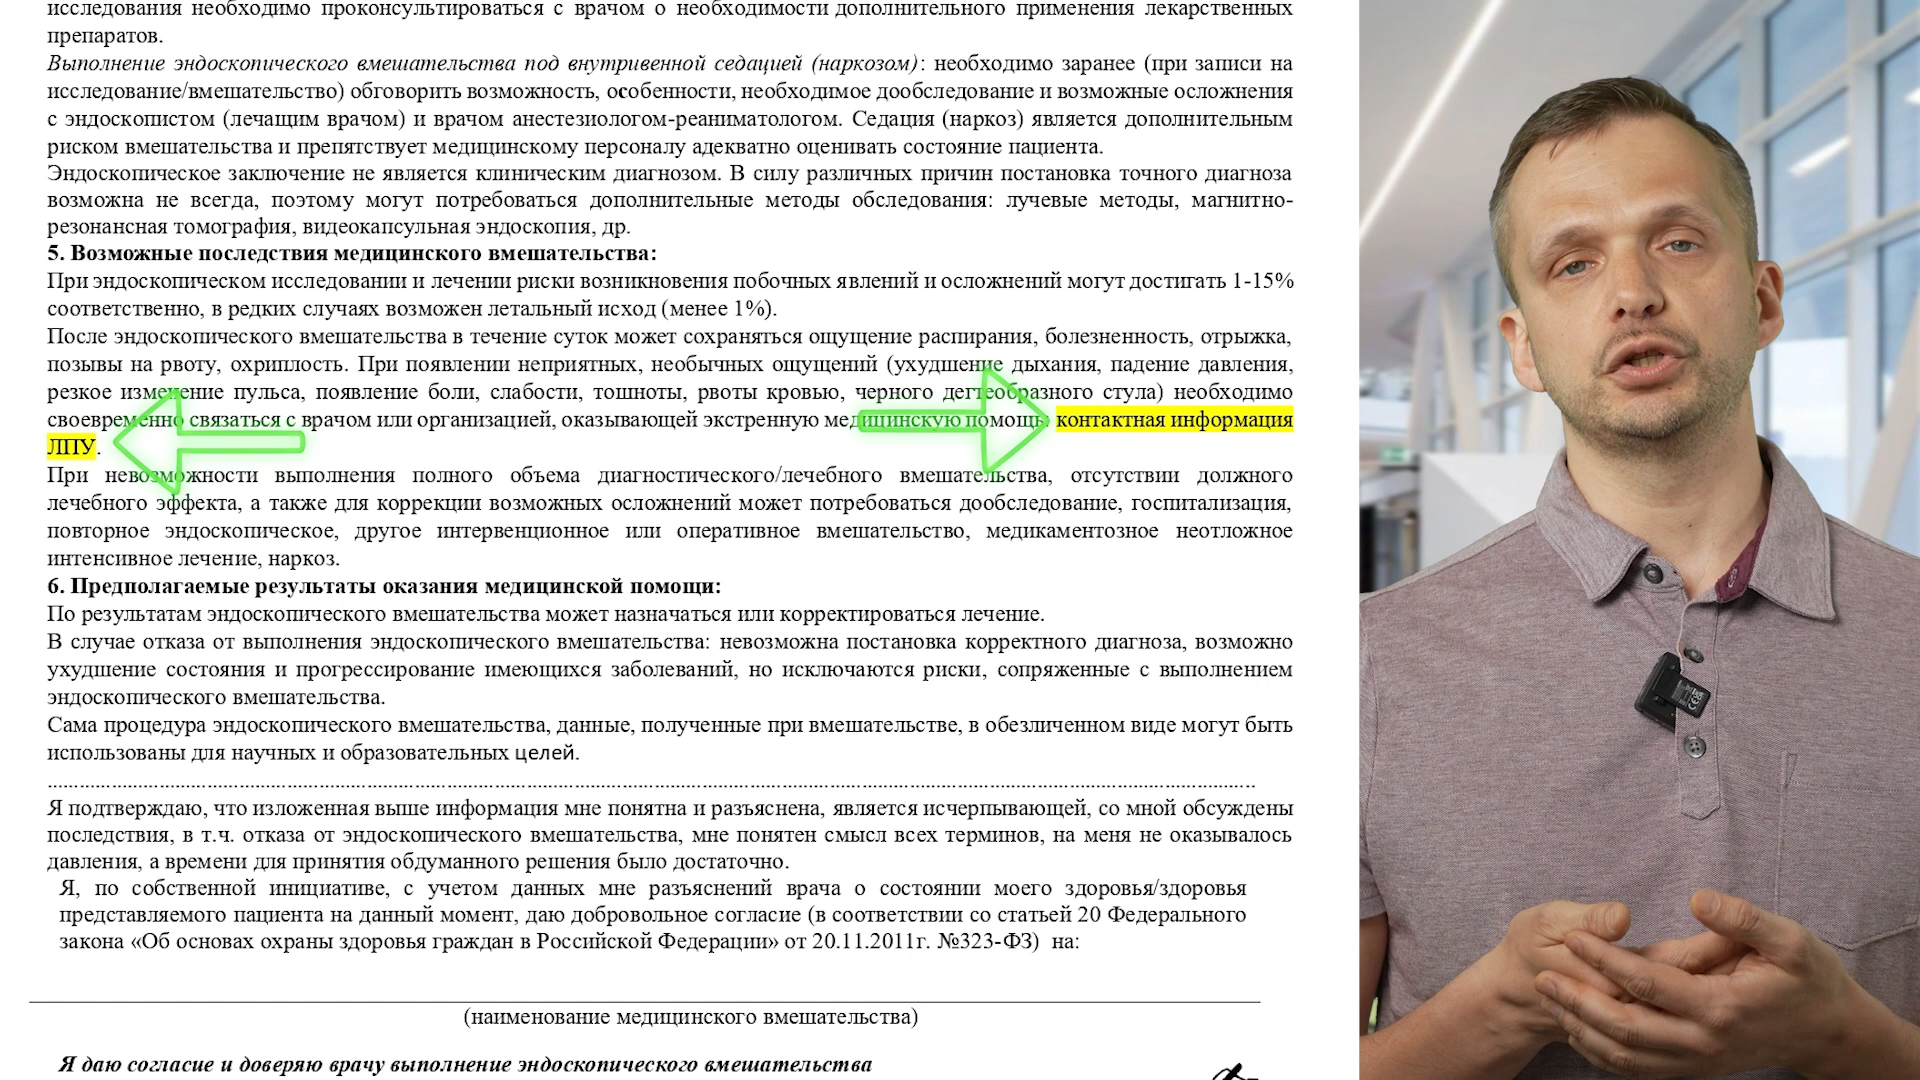 исследования необходимо проконсультироваться с врачом о необходимости дополнительного применения лекарственных
препаратов.
Выполнение эндоскопического вмешательства под внутривенной седацией (наркозом): необходимо заранее (при записи на
исследование/вмешательство) обговорить возможность, особенности, необходимое дообследование и возможные осложнения
с эндоскопистом (лечащим врачом) и врачом анестезиологом-реаниматологом. Седация (наркоз) является дополнительным
риском вмешательства и препятствует медицинскому персоналу адекватно оценивать состояние пациента.
Эндоскопическое заключение не является клиническим диагнозом. В силу различных причин постановка точного диагноза
возможна не всегда, поэтому могут потребоваться дополнительные методы обследования: лучевые методы, магнитно-
резонансная томография, видеокапсульная эндоскопия, др.
5. Возможные последствия медицинского вмешательства:
При эндоскопическом исследовании и лечении риски возникновения побочных явлений и осложнений могут достигать 1-15%
соответственно, в редких случаях возможен летальный исход (менее 1%).
После эндоскопического вмешательства в течение суток может сохраняться ощущение распирания, болезненность, отрыжка,
позывы на рвоту, охриплость. При появлении неприятных, необычных ощущений (ухудшение дыхания, падение давления,
резкое изменение пульса, появление боли, слабости, тошноты, рвоты кровью, черного дегтеобразного стула) необходимо
своевременно связаться с врачом или организацией, оказывающей экстренную медицинскую помощь: контактная информация
ЛПУ.
При невозможности выполнения полного объема диагностического/лечебного вмешательства, отсутствии должного
лечебного эффекта, а также для коррекции возможных осложнений может потребоваться дообследование, госпитализация,
повторное эндоскопическое, другое интервенционное или оперативное вмешательство, медикаментозное неотложное
интенсивное лечение, наркоз.
6. Предполагаемые результаты оказания медицинской помощи:
По результатам эндоскопического вмешательства может назначаться или корректироваться лечение.
В случае отказа от выполнения эндоскопического вмешательства: невозможна постановка корректного диагноза, возможно
ухудшение состояния и прогрессирование имеющихся заболеваний, но исключаются риски, сопряженные с выполнением
эндоскопического вмешательства.
Сама процедура эндоскопического вмешательства, данные, полученные при вмешательстве, в обезличенном виде могут быть
использованы для научных и образовательных целей.
Я подтверждаю, что изложенная выше информация мне понятна и разъяснена, является исчерпывающей, со мной обсуждены
последствия, в т.ч. отказа от эндоскопического вмешательства, мне понятен смысл всех терминов, на меня не оказывалось
давления, а времени для принятия обдуманного решения было достаточно.
Я, по собственной инициативе, с учетом данных мне разъяснений врача о состоянии моего здоровья/здоровья
представляемого пациента на данный момент, даю добровольное согласие (в соответствии со статьей 20 Федерального
закона «Об основах охраны здоровья граждан в Российской Федерации» от 20.11.2011г. №323-ФЗ) на:
(наименование медицинского вмешательства)
Я даю согласие и доверяю врачу выполнение эндоскопического вмешательства